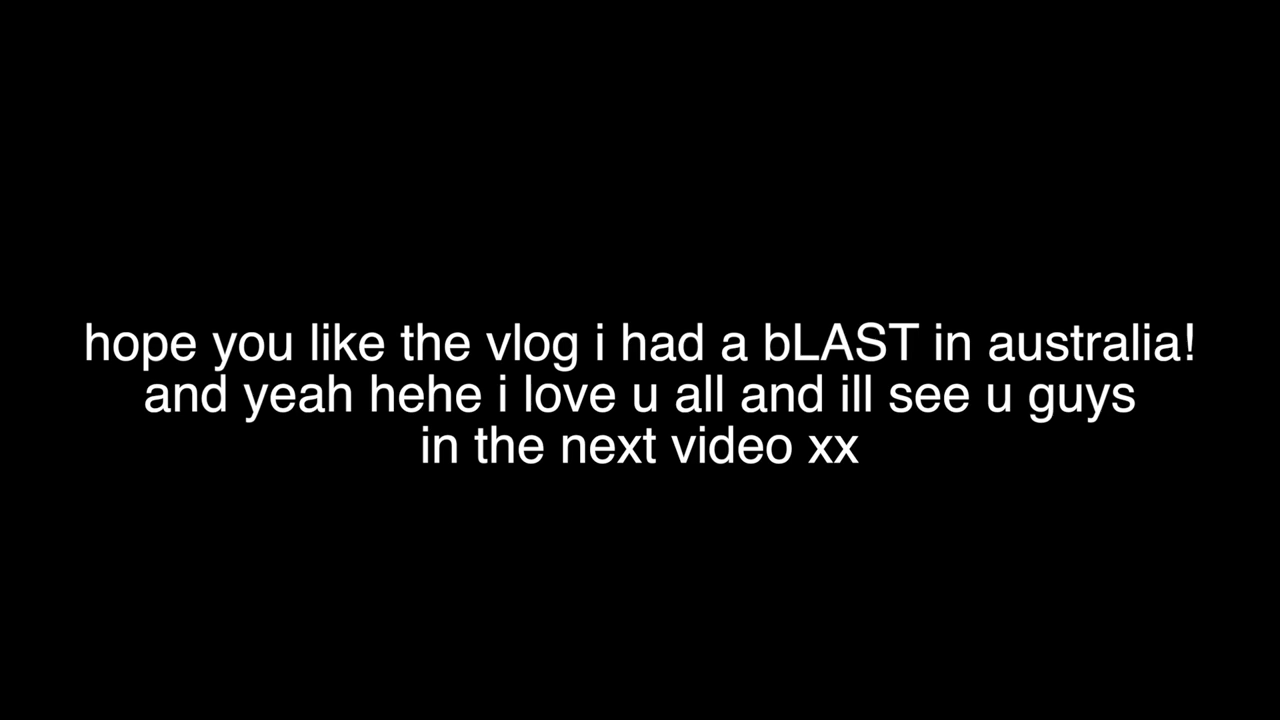 hope you like the vlog i had a bLAST in australia!
and yeah hehe i love u all and ill see u guys
in the next video xx